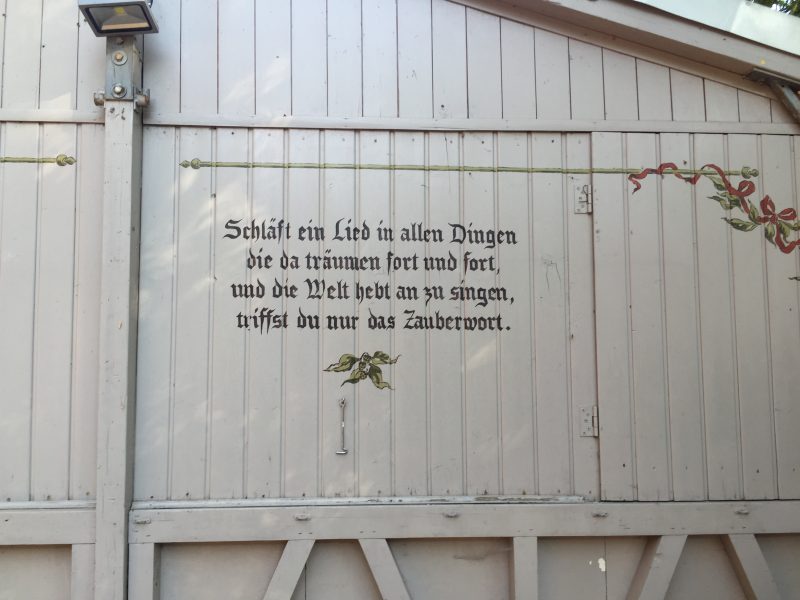 Schläft ein Lied in allen Dingen
die da träumen fort und fort,
und die Welt hebt an zu singen,
triffst du nur das Zauberwort.